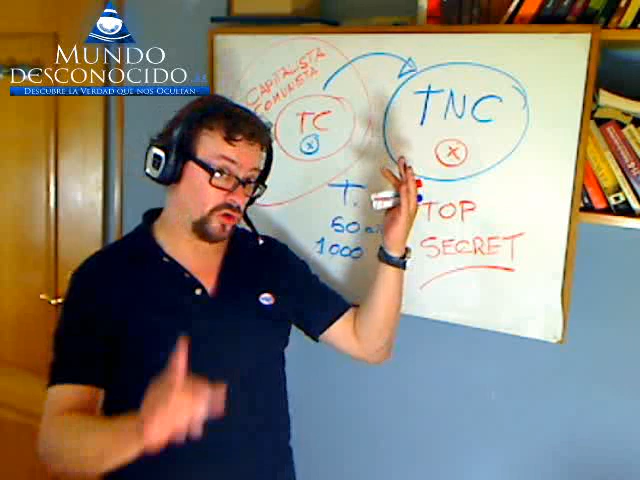 MUNDO
DESCONOCIDO
DESCUBRE LA VERDAD QUE NOS OCULTAN
CAPITALISTA
COMUNISTA
TC
X
TNC
X
T.
50
1000
TOP
SECRET